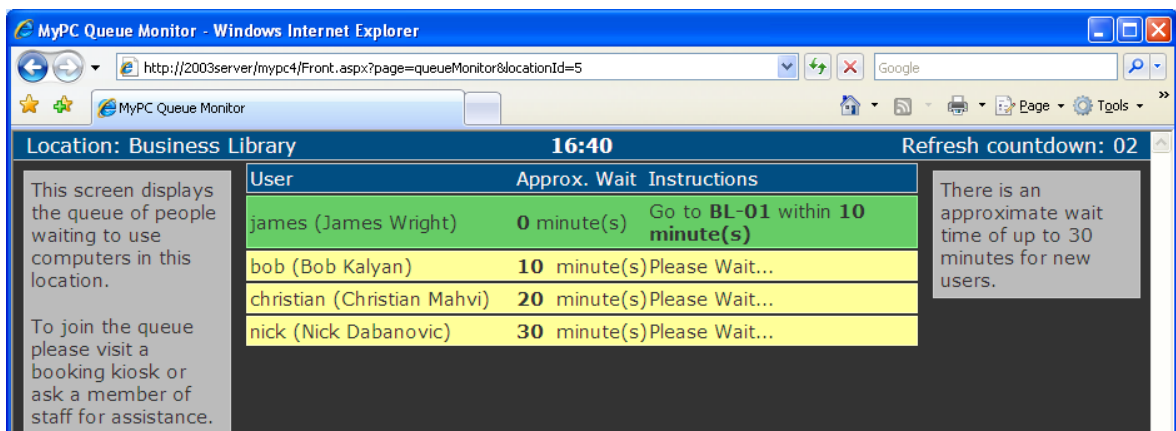 MyPC Queue Monitor - Windows Internet Explorer
http://2003server/mypc4/Front.aspx?page=queueMonitor&locationId=5
Google
MyPC Queue Monitor
Page
Tools
»
Location: Business Library
16:40
Refresh countdown: 02
This screen displays
the queue of people
waiting to use
computers in this
location.
To join the queue
please visit a
booking kiosk or
ask a member of
staff for assistance.
User Approx. Wait Instructions
james (James Wright) 0 minute(s) Go to BL-01 within 10
minute(s)
bob (Bob Kalyan) 10 minute(s) Please Wait...
christian (Christian Mahvi) 20 minute(s) Please Wait...
nick (Nick Dabanovic) 30 minute(s) Please Wait...
There is an
approximate wait
time of up to 30
minutes for new
users.